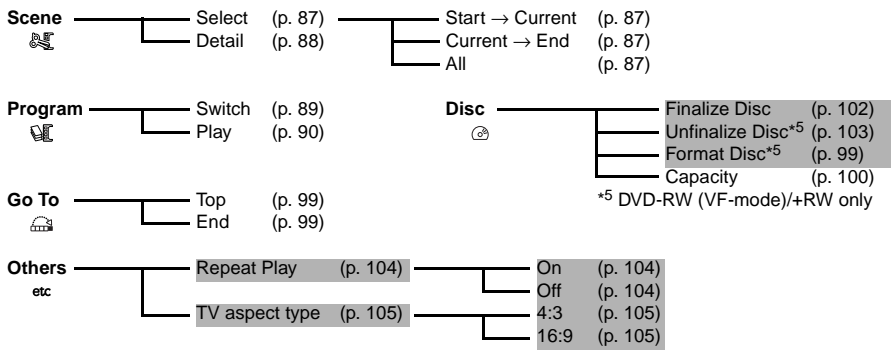 Scene Select (p. 87) Start → Current (p. 87)
Detail (p. 88) Current → End (p. 87)
All (p. 87)
Program Switch (p. 89) Disc Finalize Disc (p. 102)
Play (p. 90) Unfinalize Disc*5 (p. 103)
Format Disc*5 (p. 99)
Capacity (p. 100)
Go To Top (p. 99) *5 DVD-RW (VF-mode)/+RW only
End (p. 99)
Others Repeat Play (p. 104) On (p. 104)
etc Off (p. 104)
TV aspect type (p. 105) 4:3 (p. 105)
16:9 (p. 105)